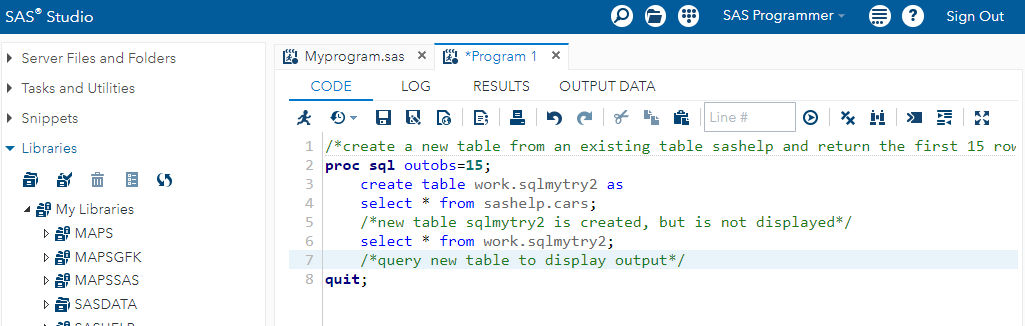 SAS® Studio
SAS Programmer
Sign Out
Server Files and Folders
Tasks and Utilities
Snippets
Libraries
My Libraries
MAPS
MAPSGFK
MAPSSAS
SASDATA
SASHELP
Myprogram.sas
*Program 1
CODE
LOG
RESULTS
OUTPUT DATA
Line #
1 /*create a new table from an existing table sashelp and return the first 15 row
2 proc sql outobs=15;
3 create table work.sqlmytry2 as
4 select * from sashelp.cars;
5 /*new table sqlmytry2 is created, but is not displayed*/
6 select * from work.sqlmytry2;
7 /*query new table to display output*/
8 quit;